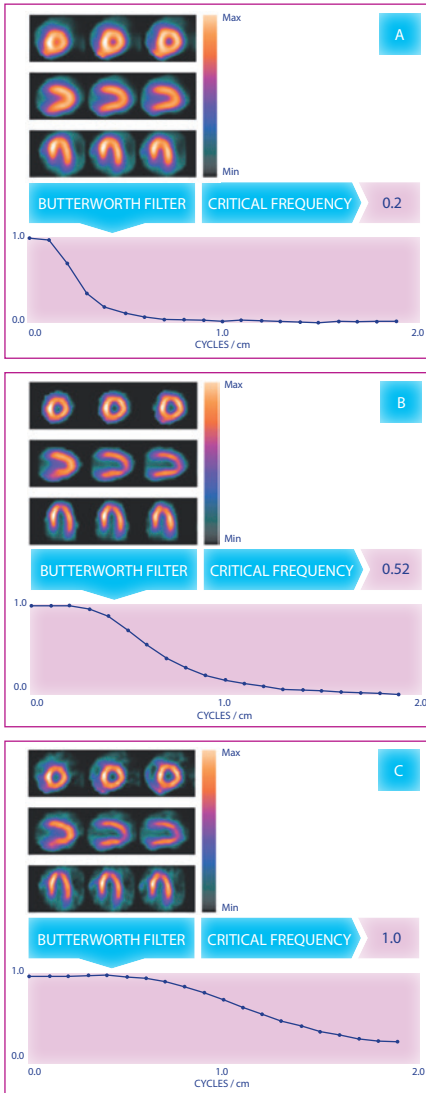 Max
A
Min
BUTTERWORTH FILTER CRITICAL FREQUENCY 0.2
1.0
0.0
0.0 1.0 2.0
CYCLES / cm
Max
B
Min
BUTTERWORTH FILTER CRITICAL FREQUENCY 0.52
1.0
0.0
0.0 1.0 2.0
CYCLES / cm
Max
C
Min
BUTTERWORTH FILTER CRITICAL FREQUENCY 1.0
1.0
0.0
0.0 1.0 2.0
CYCLES / cm